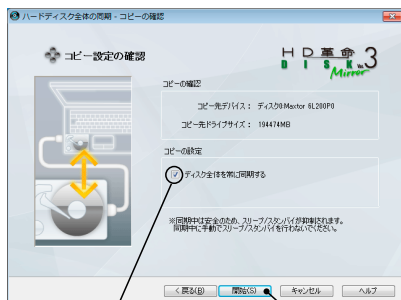 ハードディスク全体の同期 - コピーの確認
コピー設定の確認
HD革命
DISK Mirror Ver.3
コピーの確認
コピー先デバイス： ディスク0 Maxtor 6L200P0
コピー先ドライブサイズ： 194474MB
コピーの設定
ディスク全体を常に同期する
※同期中は安全のため、スリープ/スタンバイが抑制されます。
同期中に手動でスリープ/スタンバイを行わないでください。
< 戻る(B)
開始(S)
キャンセル
ヘルプ